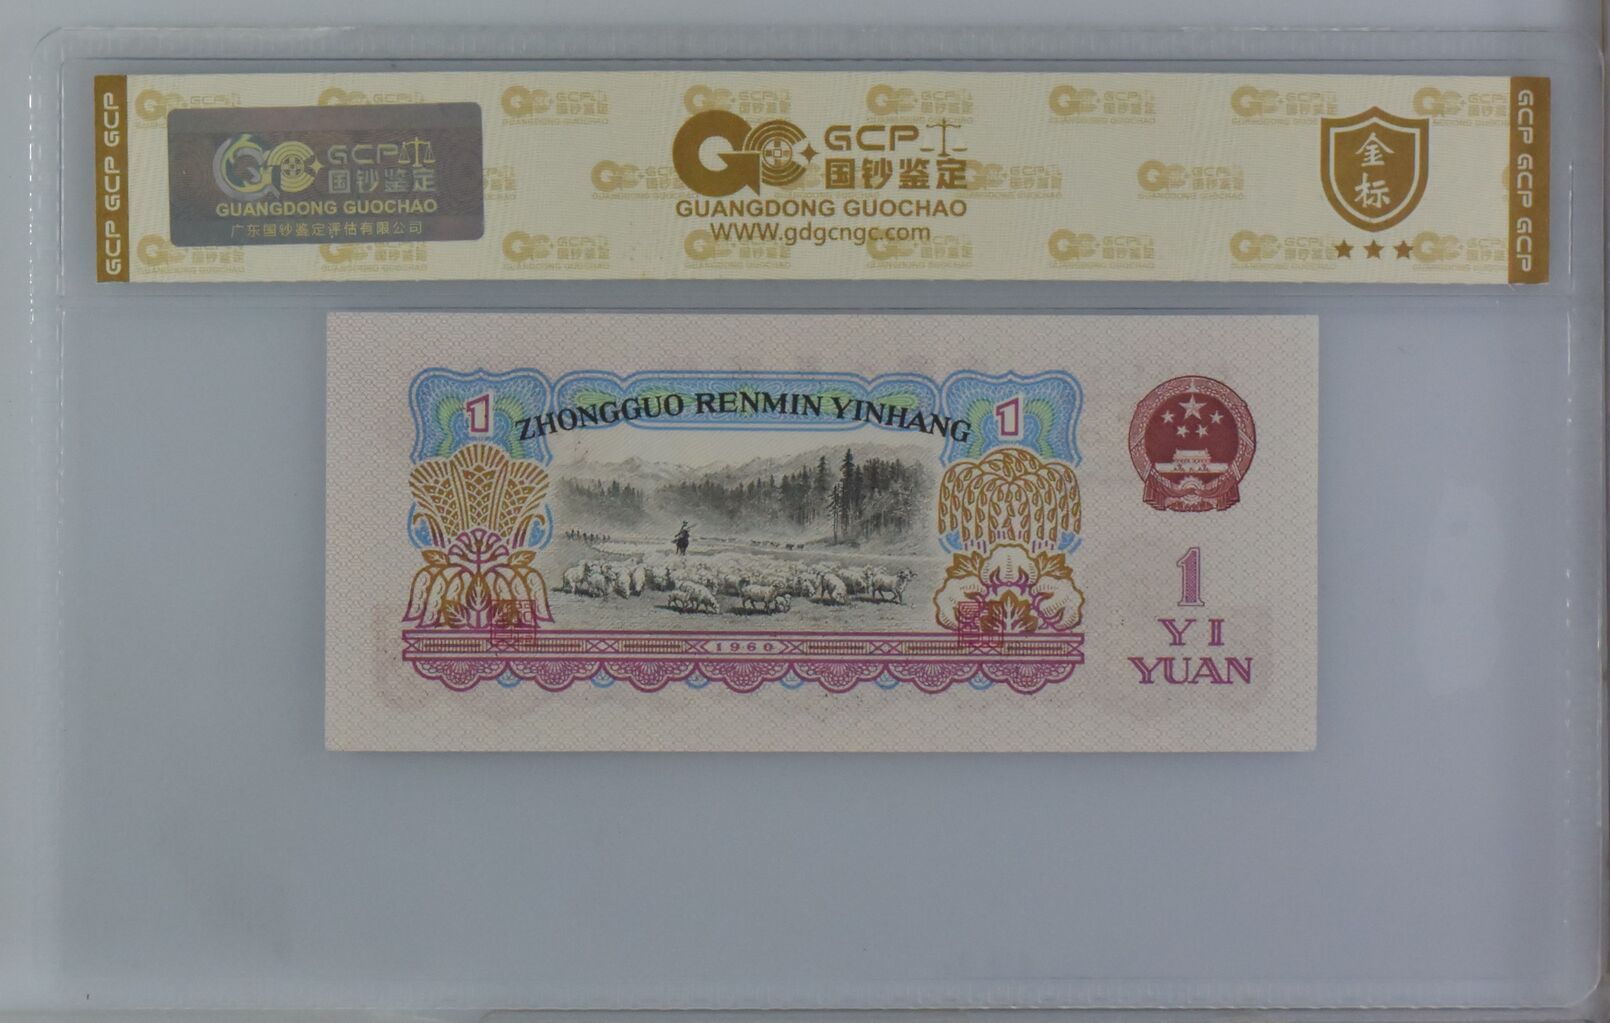 GCP GCP GCP
GCP
国钞鉴定
GUANGDONG GUOCHAO
广东国钞鉴定评估有限公司
GCP
国钞鉴定
GUANGDONG GUOCHAO
www.gdgcngc.com
金
标
GCP GCP GCP
1
ZHONGGUO RENMIN YINHANG
1
1960
1
YI
YUAN